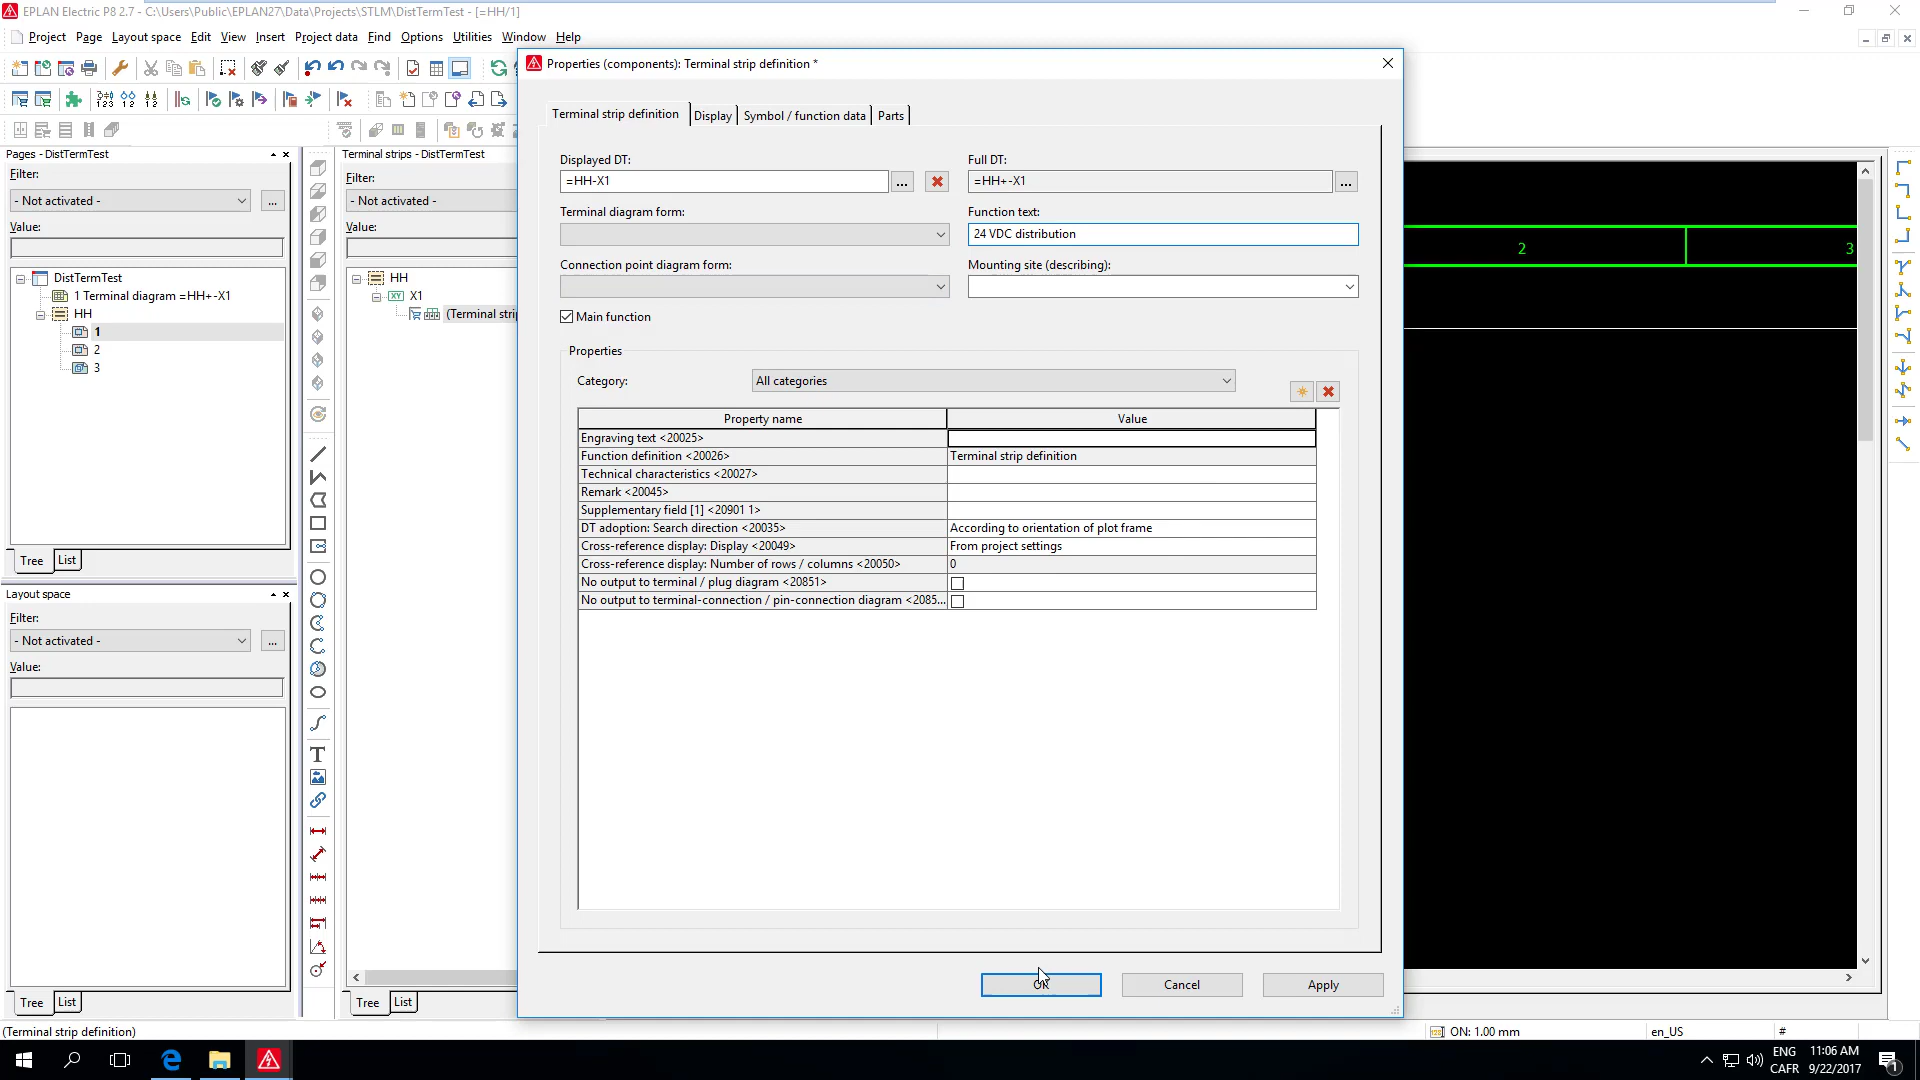 EPLAN Electric P8 2.7 - C:\Users\Public\EPLAN27\Data\Projects\STLM\DistTermTest - [=HH/1]
Project Page Layout space Edit View Insert Project data Find Options Utilities Window Help
Properties (components): Terminal strip definition *
Terminal strip definition Display Symbol / function data Parts
Pages - DistTermTest
Filter:
- Not activated -
...
Value:
DistTermTest
1 Terminal diagram =HH+-X1
HH
1
2
3
Tree List
Layout space
Filter:
- Not activated -
...
Value:
Tree List
Terminal strips - DistTermTest
Filter:
- Not activated -
Value:
HH
X1
(Terminal strip
Tree List
Displayed DT:
=HH-X1
...
Full DT:
=HH+-X1
...
Terminal diagram form:
Function text:
24 VDC distribution
Connection point diagram form:
Mounting site (describing):
Main function
Properties
Category:
All categories
Property name Value
Engraving text <20025>
Function definition <20026> Terminal strip definition
Technical characteristics <20027>
Remark <20045>
Supplementary field [1] <20901 1>
DT adoption: Search direction <20035> According to orientation of plot frame
Cross-reference display: Display <20049> From project settings
Cross-reference display: Number of rows / columns <20050> 0
No output to terminal / plug diagram <20851>
No output to terminal-connection / pin-connection diagram <2085...
OK Cancel Apply
2 3
(Terminal strip definition)
ON: 1.00 mm
en_US
#
ENG
CAFR
11:06 AM
9/22/2017
1